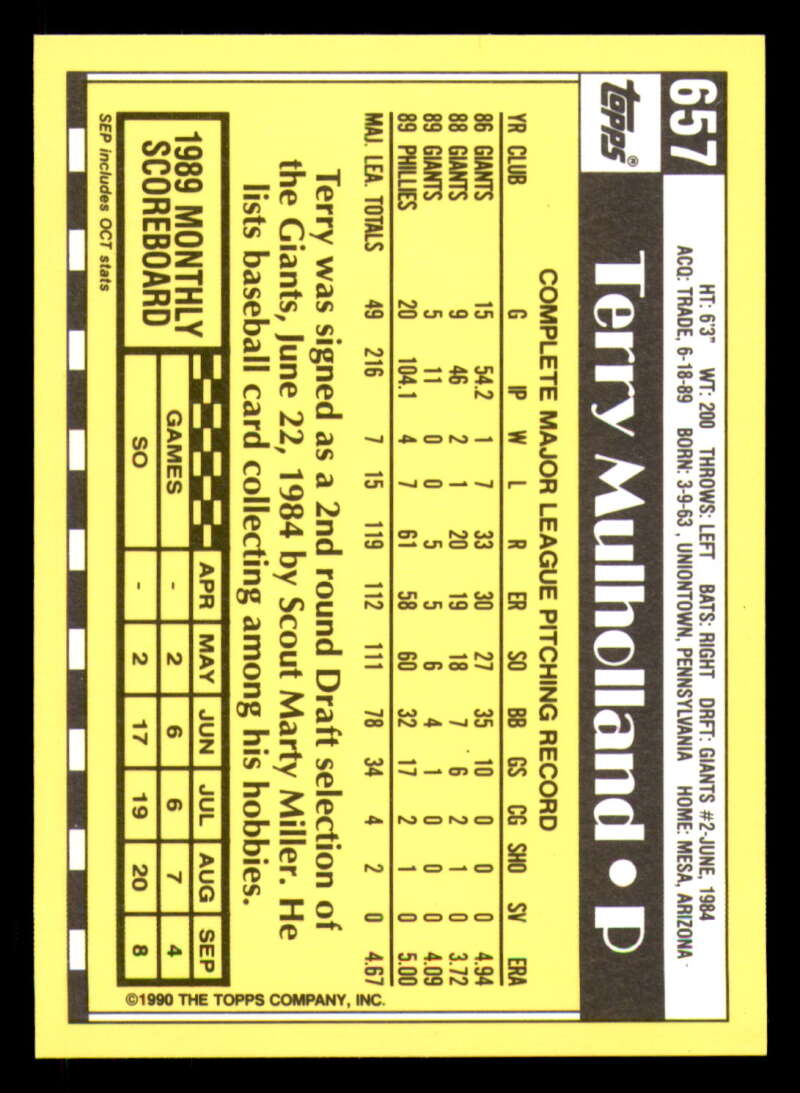 657
topps®
HT: 6'3" WT: 200 THROWS: LEFT BATS: RIGHT DRFT: GIANTS #2-JUNE, 1984
ACQ: TRADE, 6-18-89 BORN: 3-9-63, UNIONTOWN, PENNSYLVANIA HOME: MESA, ARIZONA
Terry Mulholland • P
COMPLETE MAJOR LEAGUE PITCHING RECORD
YR CLUB G IP W L R ER SO BB GS CG SHO SV ERA
86 GIANTS 15 54.2 1 7 33 30 27 35 10 0 0 0 4.94
88 GIANTS 9 46 2 1 20 19 18 7 6 2 1 0 3.72
89 GIANTS 5 11 0 0 5 5 6 4 1 0 0 0 4.09
89 PHILLIES 20 104.1 4 7 61 58 60 32 17 2 1 0 5.00
MAJ. LEA. TOTALS 49 216 7 15 119 112 111 78 34 4 2 0 4.67
Terry was signed as a 2nd round Draft selection of
the Giants, June 22, 1984 by Scout Marty Miller. He
lists baseball card collecting among his hobbies.
1989 MONTHLY
SCOREBOARD
APR MAY JUN JUL AUG SEP
GAMES - 2 6 6 7 4
SO - 2 17 19 20 8
SEP includes OCT stats
©1990 THE TOPPS COMPANY, INC.